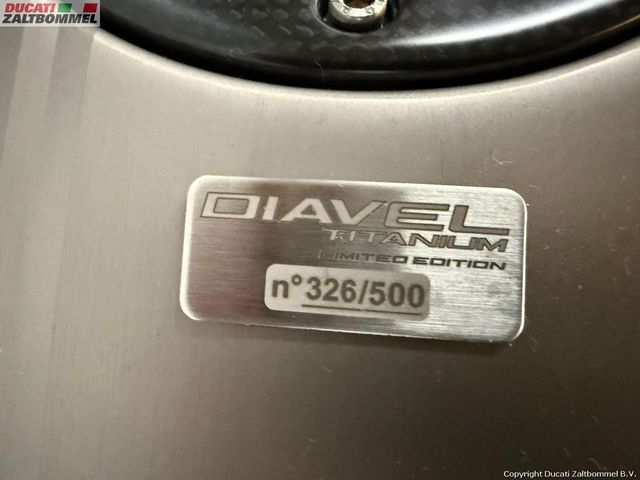 DUCATI
ZALTBOMMEL
DIAVEL
TITANIUM
LIMITED EDITION
n°326/500
Copyright Ducati Zaltbommel B.V.